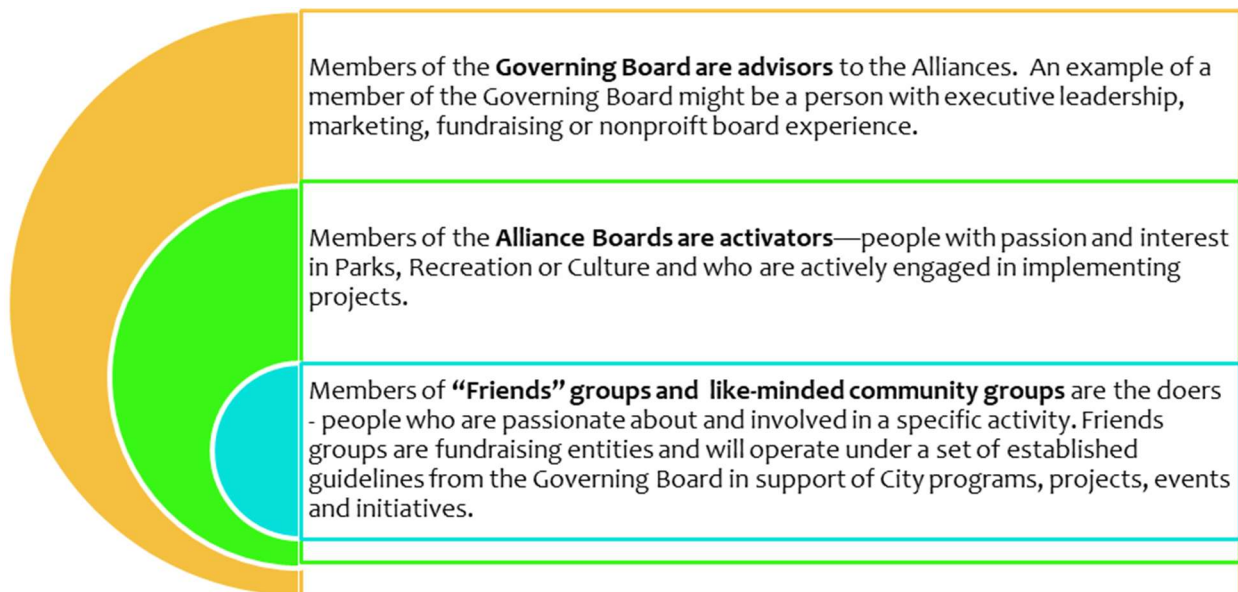 Members of the Governing Board are advisors to the Alliances. An example of a
member of the Governing Board might be a person with executive leadership,
marketing, fundraising or nonproift board experience.
Members of the Alliance Boards are activators—people with passion and interest
in Parks, Recreation or Culture and who are actively engaged in implementing
projects.
Members of “Friends” groups and like-minded community groups are the doers
- people who are passionate about and involved in a specific activity. Friends
groups are fundraising entities and will operate under a set of established
guidelines from the Governing Board in support of City programs, projects, events
and initiatives.